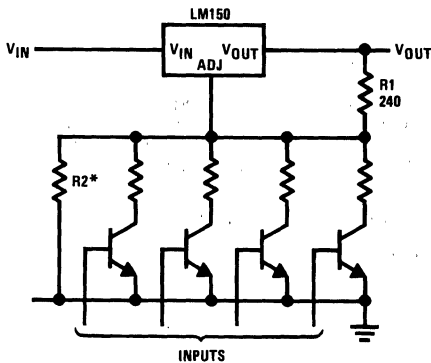 LM150
VIN
VIN
VOUT
VOUT
ADJ
R1
240
R2*
INPUTS